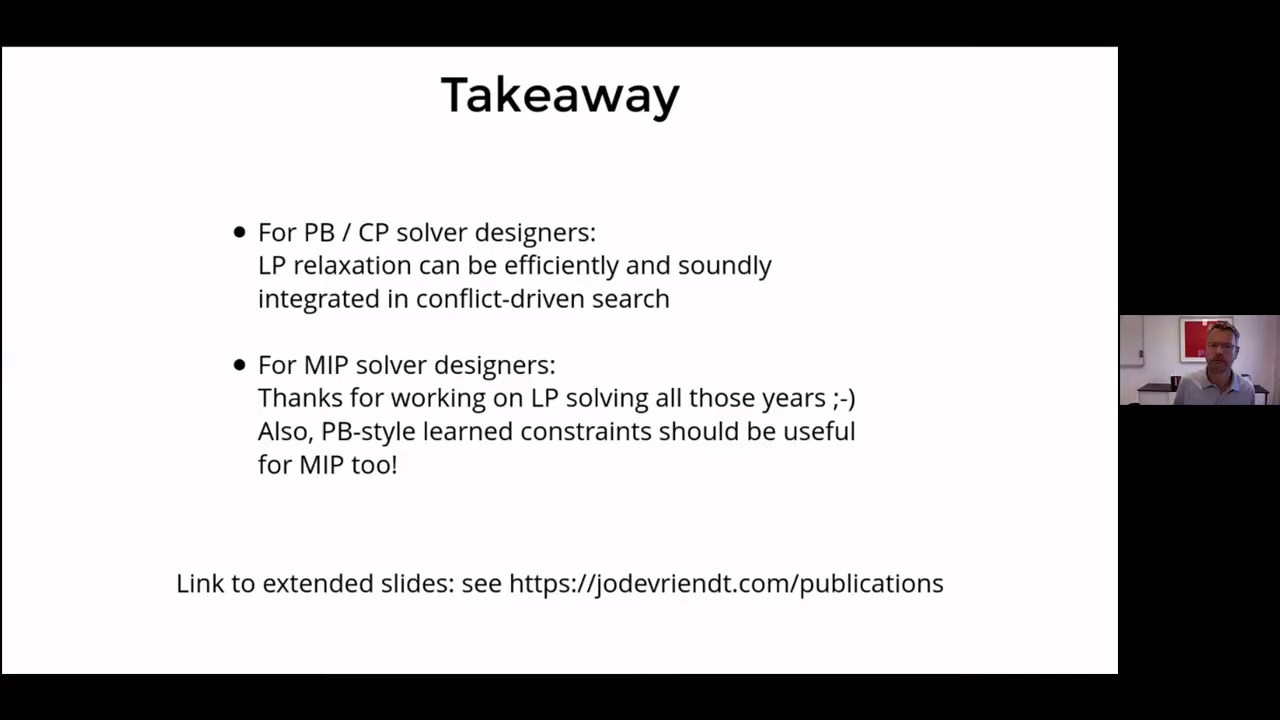 Takeaway
● For PB / CP solver designers:
LP relaxation can be efficiently and soundly
integrated in conflict-driven search
● For MIP solver designers:
Thanks for working on LP solving all those years ;-)
Also, PB-style learned constraints should be useful
for MIP too!
Link to extended slides: see https://jodevriendt.com/publications